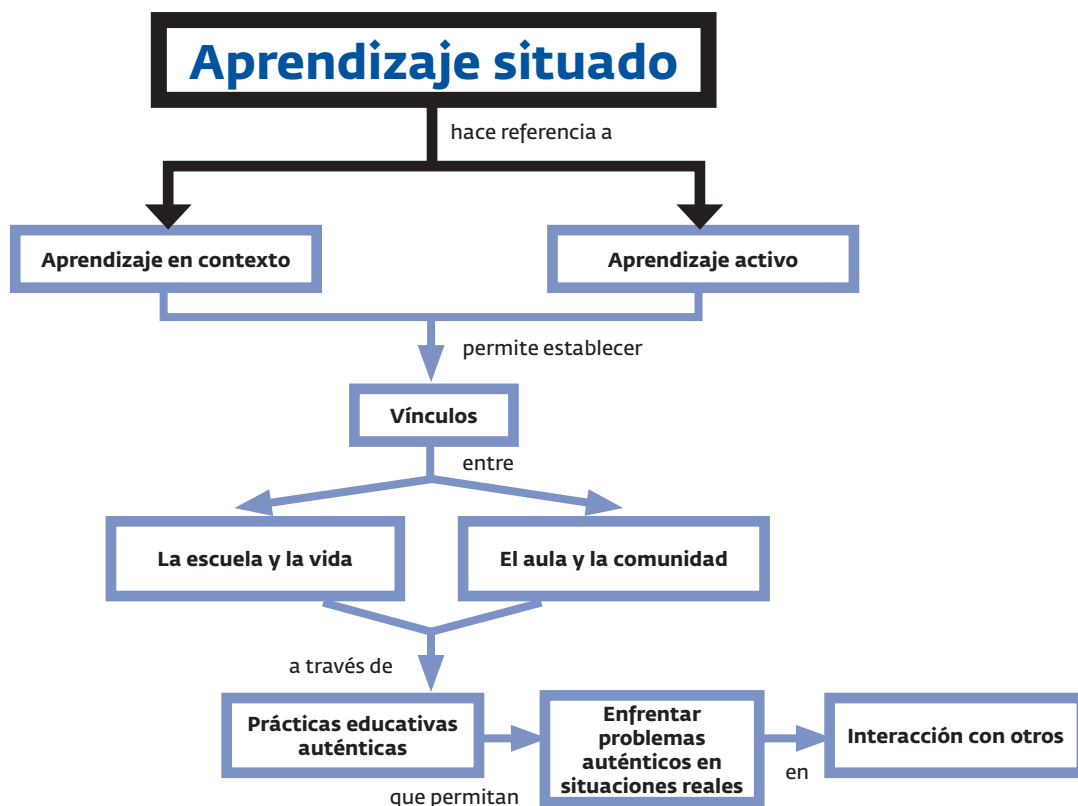 Aprendizaje situado
hace referencia a
Aprendizaje en contexto
Aprendizaje activo
permite establecer
Vínculos
entre
La escuela y la vida
El aula y la comunidad
a través de
Prácticas educativas
auténticas
que permitan
Enfrentar
problemas
auténticos en
situaciones reales
en
Interacción con otros